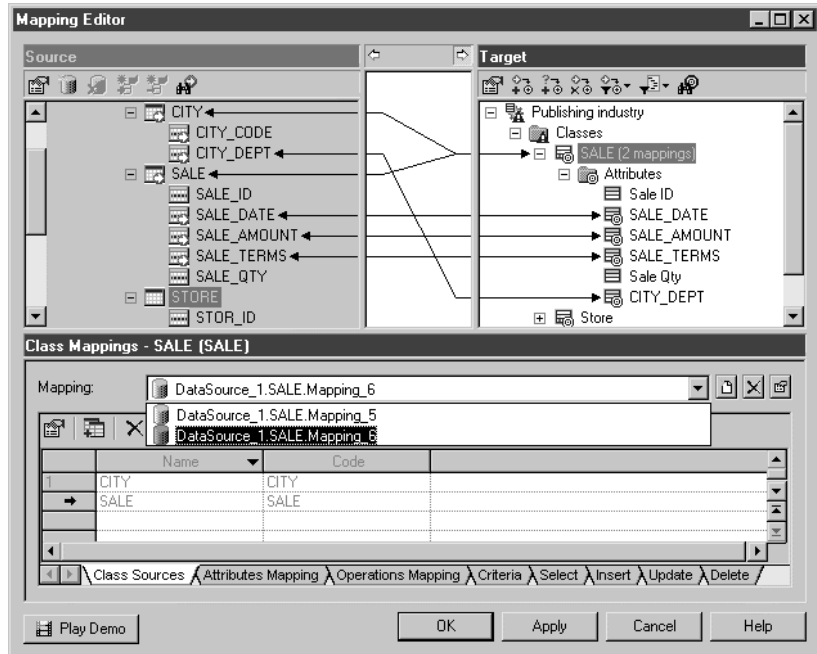 Mapping Editor
Source
Target
CITY
CITY_CODE
CITY_DEPT
SALE
SALE_ID
SALE_DATE
SALE_AMOUNT
SALE_TERMS
SALE_QTY
STORE
STOR_ID
Publishing industry
Classes
SALE (2 mappings)
Attributes
Sale ID
SALE_DATE
SALE_AMOUNT
SALE_TERMS
Sale Qty
CITY_DEPT
Store
Class Mappings - SALE (SALE)
Mapping: DataSource_1.SALE.Mapping_6
DataSource_1.SALE.Mapping_5
DataSource_1.SALE.Mapping_6
Name Code
1 CITY CITY
SALE SALE
Class Sources Attributes Mapping Operations Mapping Criteria Select Insert Update Delete
Play Demo OK Apply Cancel Help